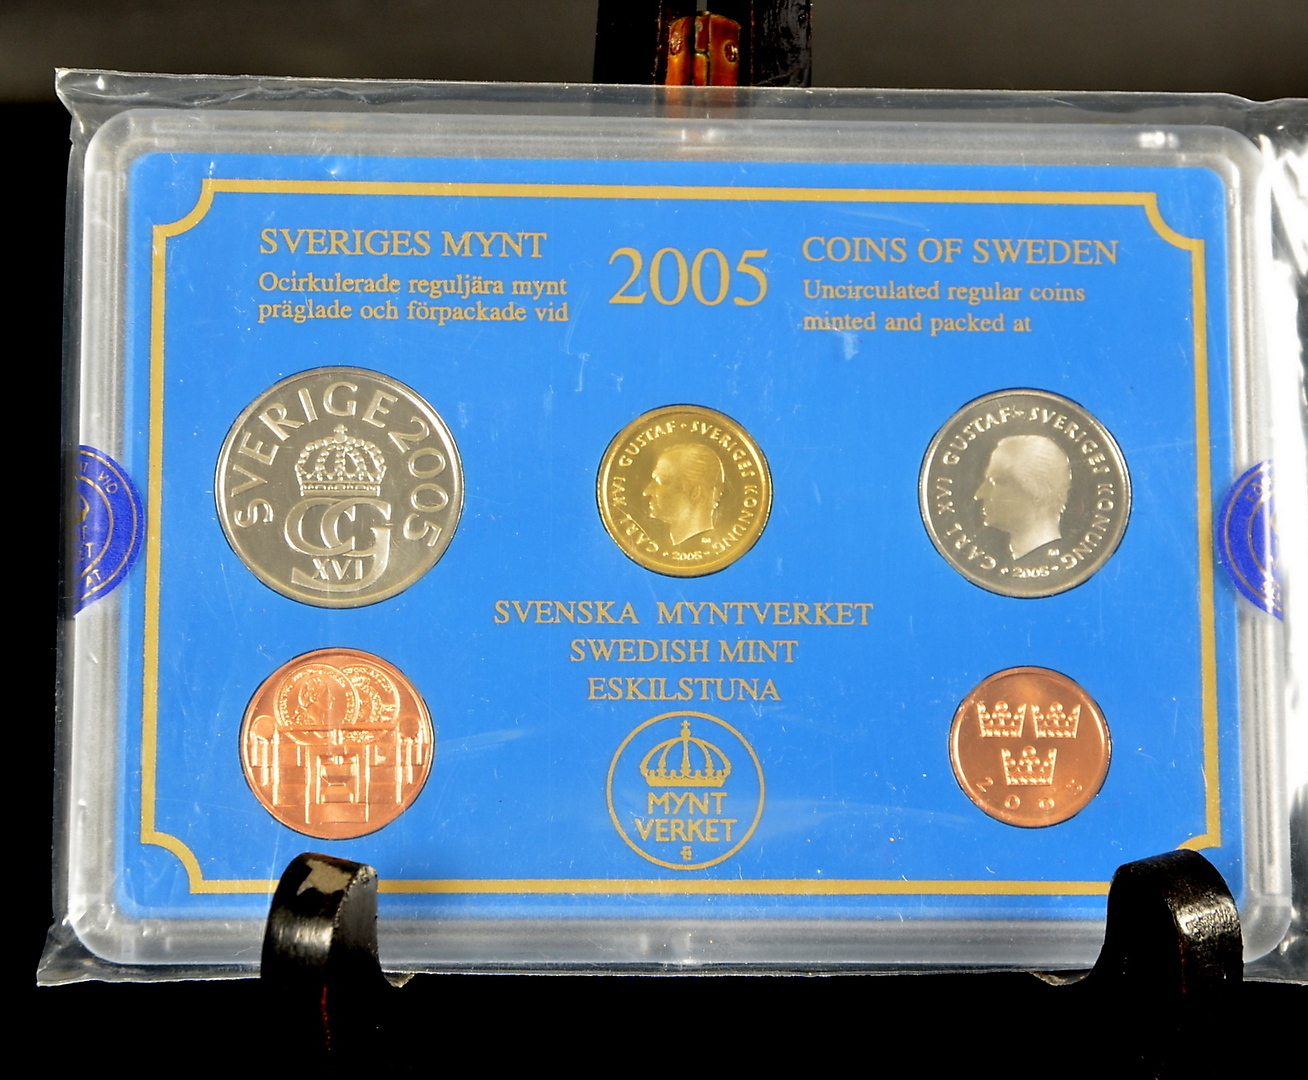 SVERIGES MYNT
Ocirkulerade reguljära mynt
präglade och förpackade vid
2005
COINS OF SWEDEN
Uncirculated regular coins
minted and packed at
SVERIGE 2005
CG
XVI
CARL XVI GUSTAF · SVERIGES KONUNG
2005
CARL XVI GUSTAF · SVERIGES KONUNG
2005
SVENSKA MYNTVERKET
SWEDISH MINT
ESKILSTUNA
MYNT
VERKET
2005